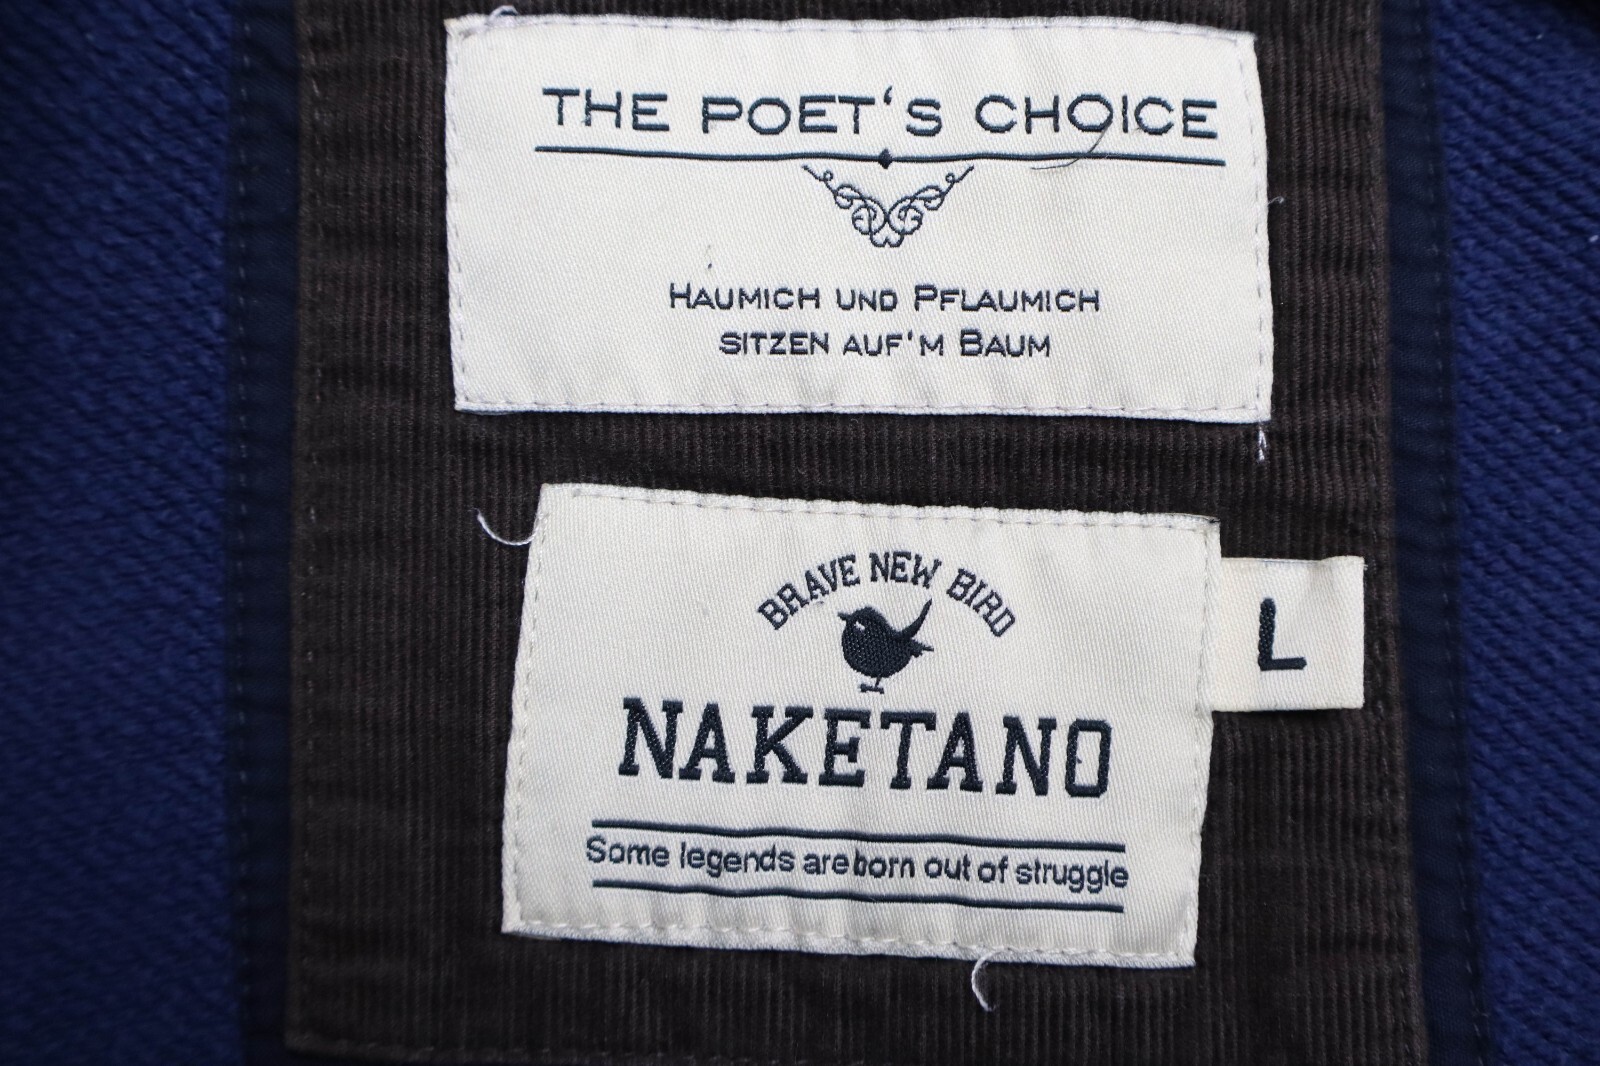 THE POET'S CHOICE
HAUMICH UND PFLAUMICH
SITZEN AUF'M BAUM
BRAVE NEW BIRD
NAKETANO
Some legends are born out of struggle
L